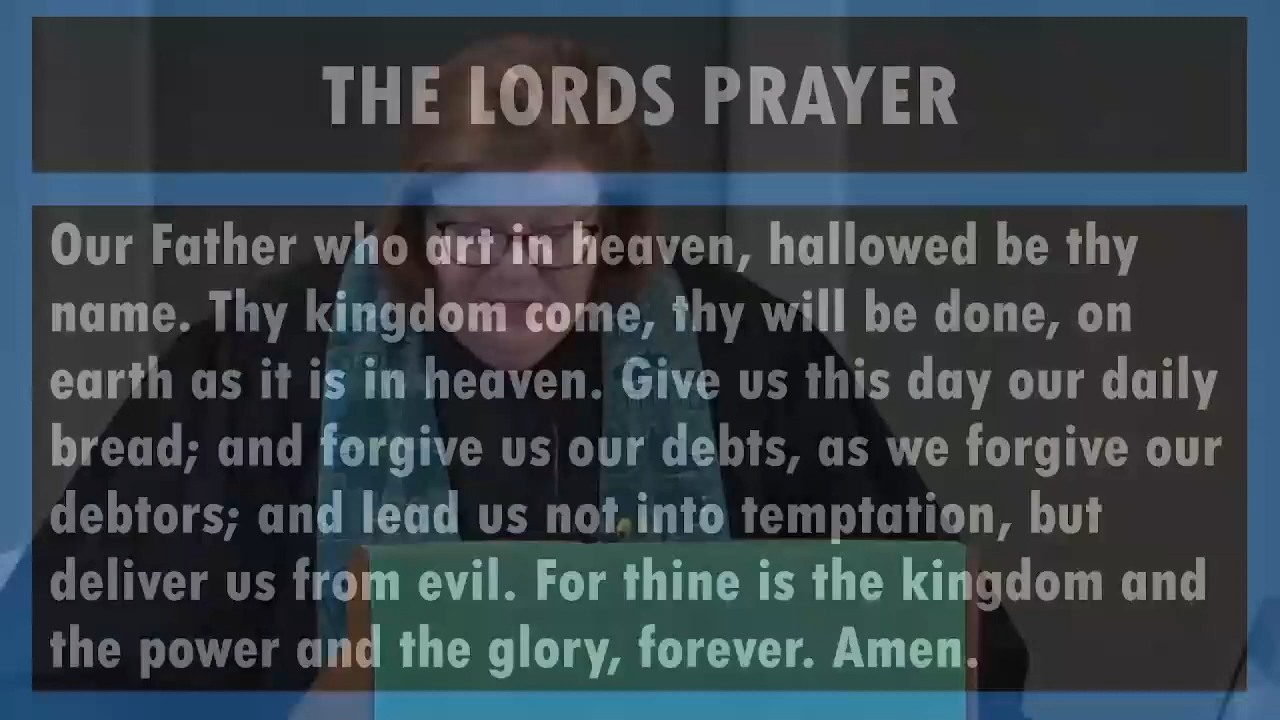 THE LORDS PRAYER
Our Father who art in heaven, hallowed be thy
name. Thy kingdom come, thy will be done, on
earth as it is in heaven. Give us this day our daily
bread; and forgive us our debts, as we forgive our
debtors; and lead us not into temptation, but
deliver us from evil. For thine is the kingdom and
the power and the glory, forever. Amen.